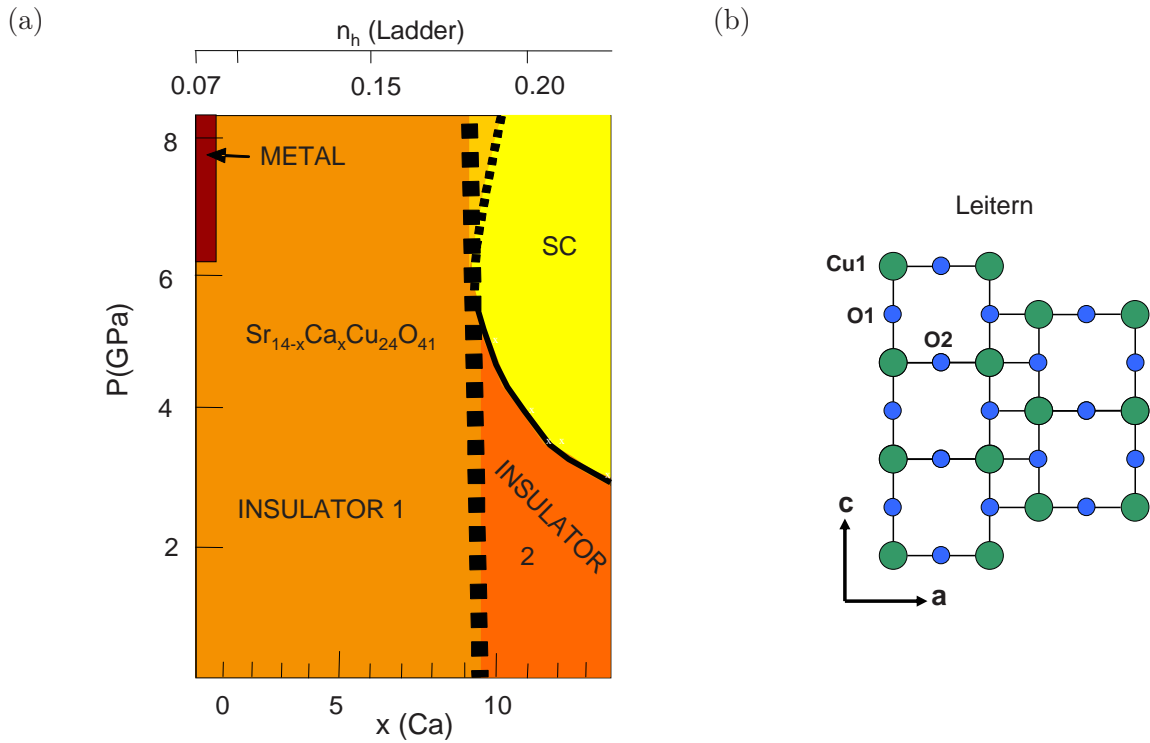 (a)
n_h (Ladder)
0.07 0.15 0.20
8
METAL
SC
6
Sr_{14-x}Ca_xCu_{24}O_{41}
P(GPa)
4
INSULATOR 1
INSULATOR
2
2
0 5 10
x (Ca)
(b)
Leitern
Cu1
O1
O2
c
a